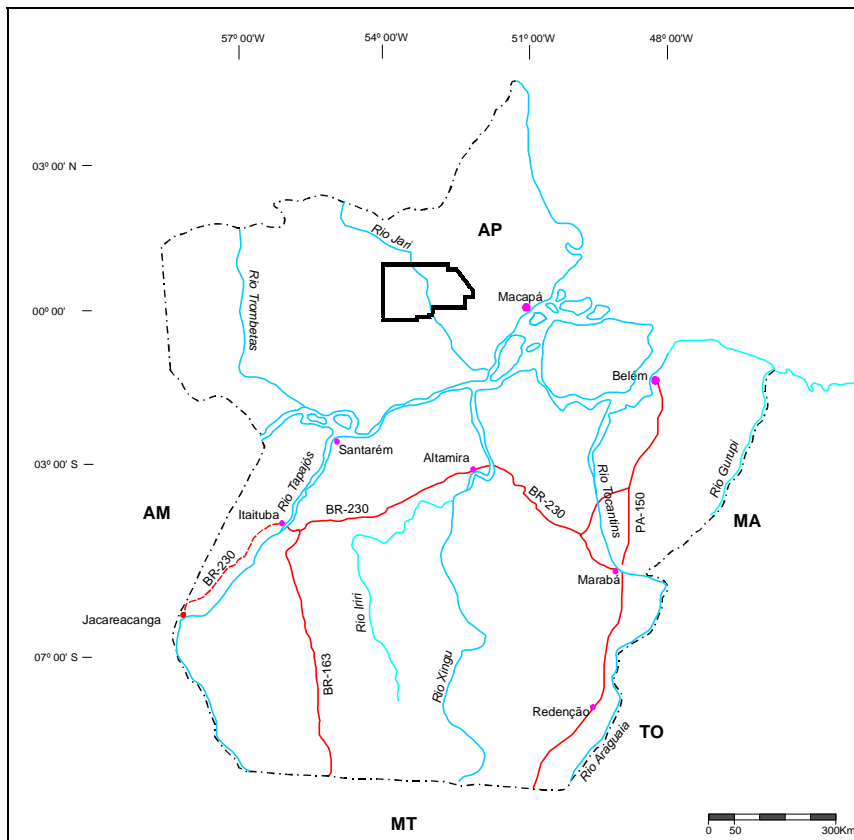 57º 00'W
54º 00'W
51º 00'W
48º 00'W
03º 00' N
00º 00'
03º 00' S
07º 00' S
AP
Rio Jari
Rio Trombetas
Macapá
Belém
Santarém
Altamira
Rio Tapajós
Itaituba
BR-230
BR-230
BR-230
Rio Tocantins
PA-150
Rio Gurupi
AM
MA
Marabá
Jacareacanga
Rio Iriri
BR-163
Rio Xingu
Redenção
TO
Rio Aráguaia
MT
0 50 300Km